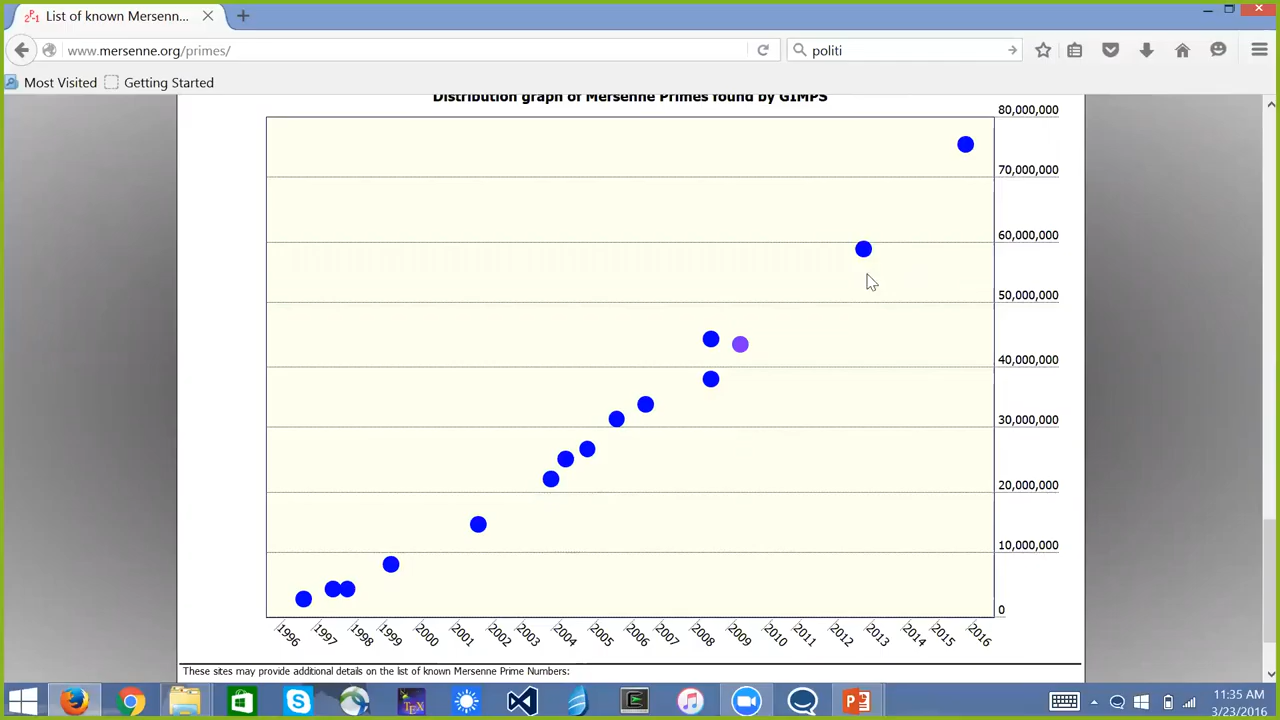 List of known Mersenn...
www.mersenne.org/primes/
politi
Most Visited
Getting Started
Distribution graph of Mersenne Primes found by GIMPS
80,000,000
70,000,000
60,000,000
50,000,000
40,000,000
30,000,000
20,000,000
10,000,000
0
1996 1997 1998 1999 2000 2001 2002 2003 2004 2005 2006 2007 2008 2009 2010 2011 2012 2013 2014 2015 2016
These sites may provide additional details on the list of known Mersenne Prime Numbers:
11:35 AM
3/23/2016